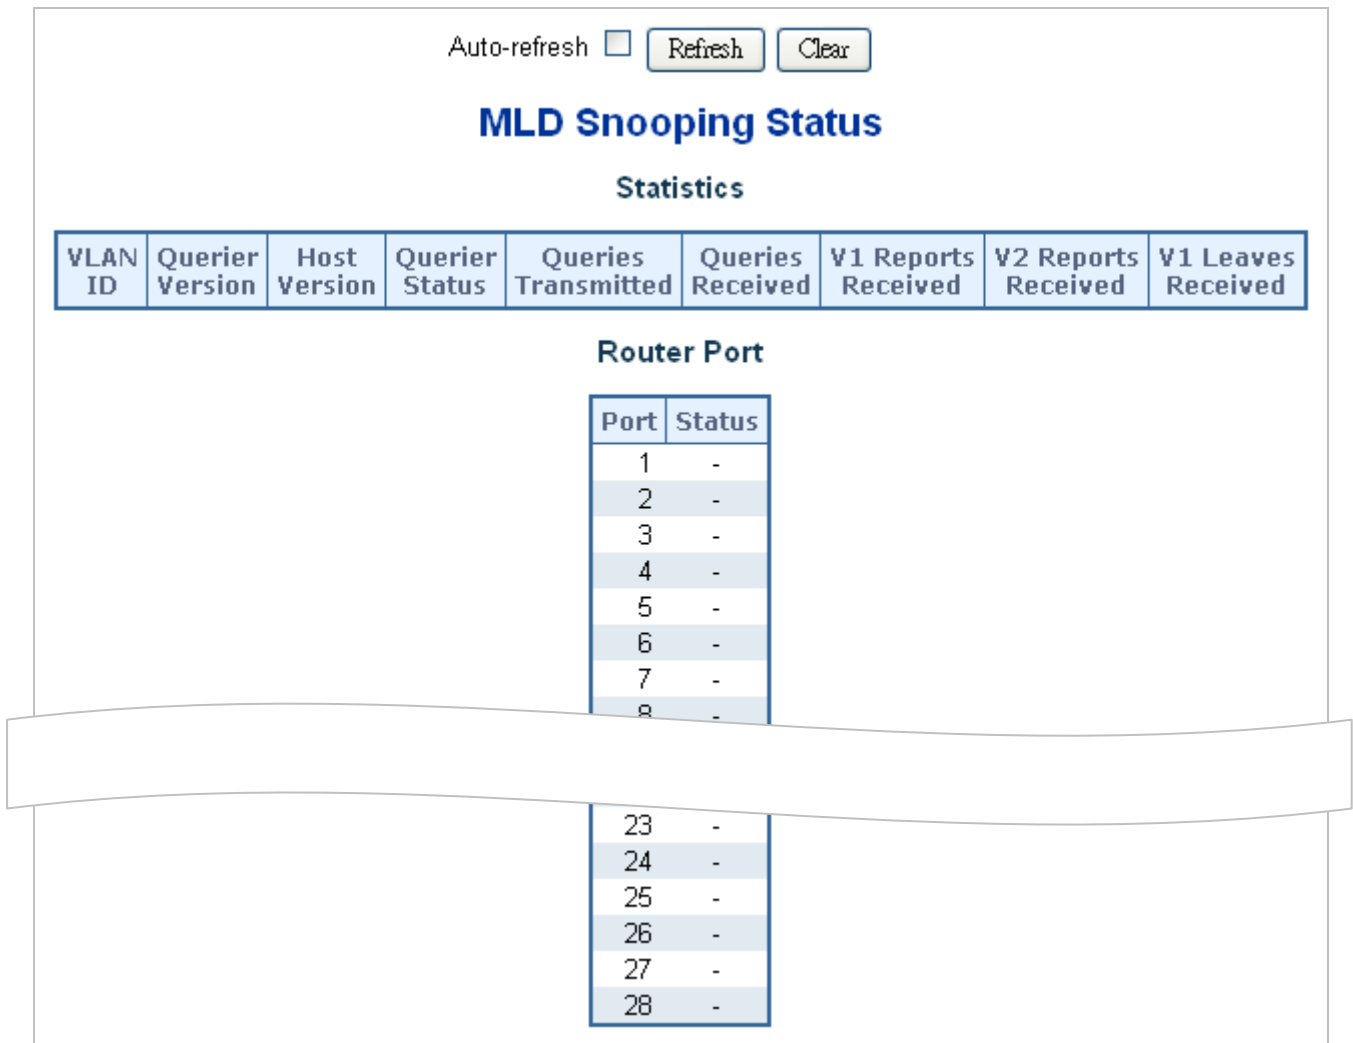 Auto-refresh Refresh Clear
MLD Snooping Status
Statistics
VLAN ID Querier Version Host Version Querier Status Queries Transmitted Queries Received V1 Reports Received V2 Reports Received V1 Leaves Received
Router Port
Port Status
1 -
2 -
3 -
4 -
5 -
6 -
7 -
8 -
23 -
24 -
25 -
26 -
27 -
28 -